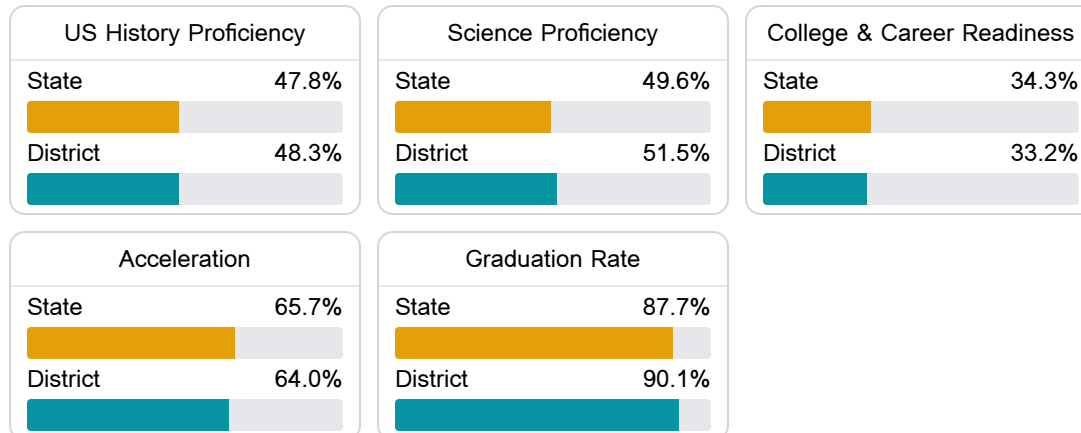 US History Proficiency
State 47.8%
District 48.3%
Science Proficiency
State 49.6%
District 51.5%
College & Career Readiness
State 34.3%
District 33.2%
Acceleration
State 65.7%
District 64.0%
Graduation Rate
State 87.7%
District 90.1%